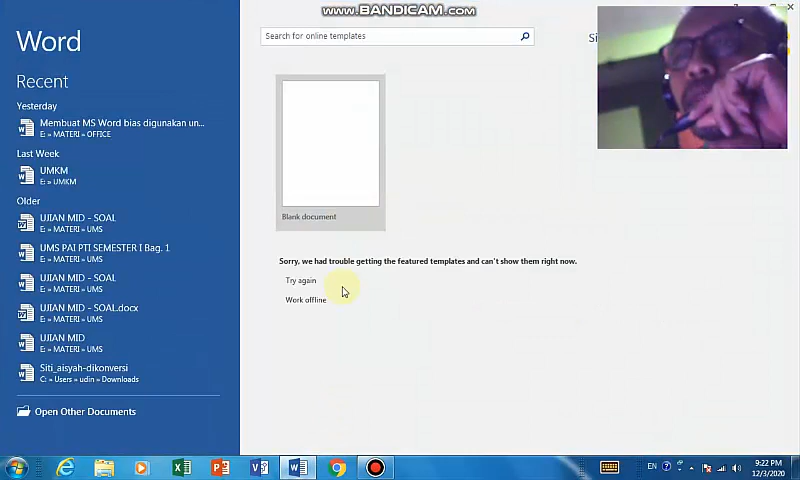 www.BANDICAM.com
Word
Search for online templates
Si
Recent
Yesterday
Membuat MS Word bias digunakan un...
E: » MATERI » OFFICE
Last Week
UMKM
E: » UMKM
Older
UJIAN MID - SOAL
E: » MATERI » UMS
UMS PAI PTI SEMESTER I Bag. 1
E: » MATERI » UMS
UJIAN MID - SOAL
E: » MATERI » UMS
UJIAN MID - SOAL.docx
E: » MATERI » UMS
UJIAN MID
E: » MATERI » UMS
Siti_aisyah-dikonversi
C: » Users » udin » Downloads
Open Other Documents
Blank document
Sorry, we had trouble getting the featured templates and can't show them right now.
Try again
Work offline
EN
9:22 PM
12/3/2020